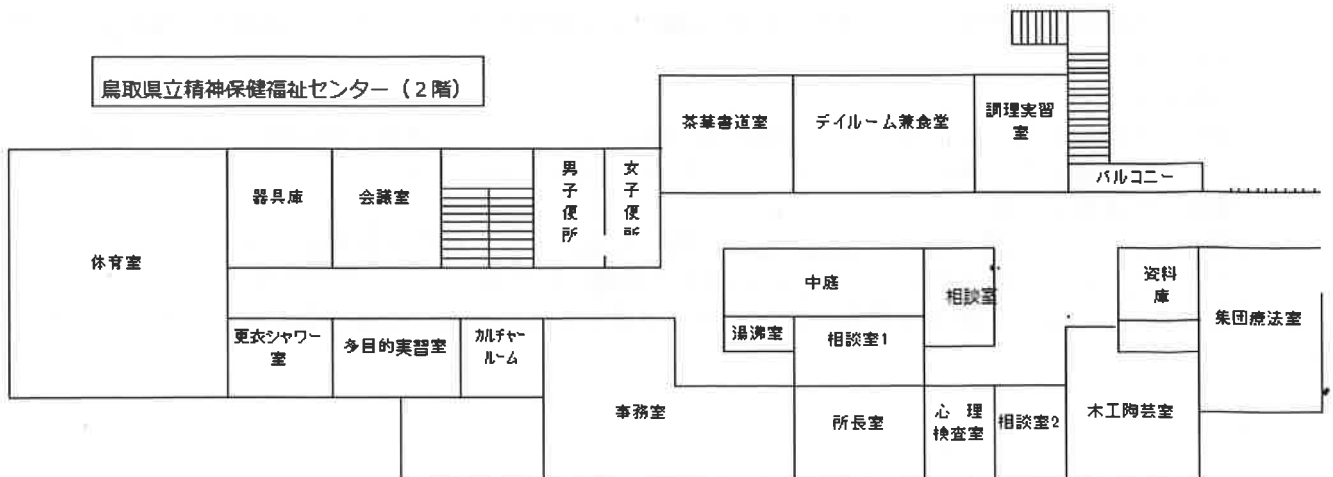 鳥取県立精神保健福祉センター（２階）
茶華書道室
デイルーム兼食堂
調理実習
室
バルコニー
体育室
器具庫
会議室
男子便所
女子便所
中庭
相談室
資料
庫
集団療法室
更衣シャワー
室
多目的実習室
カルチャー
ルーム
湯沸室
相談室1
事務室
所長室
心　理
検査室
相談室2
木工陶芸室